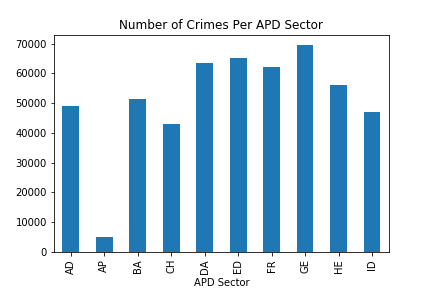 Number of Crimes Per APD Sector
70000
60000
50000
40000
30000
20000
10000
0
AD AP BA CH DA ED FR GE HE ID
APD Sector